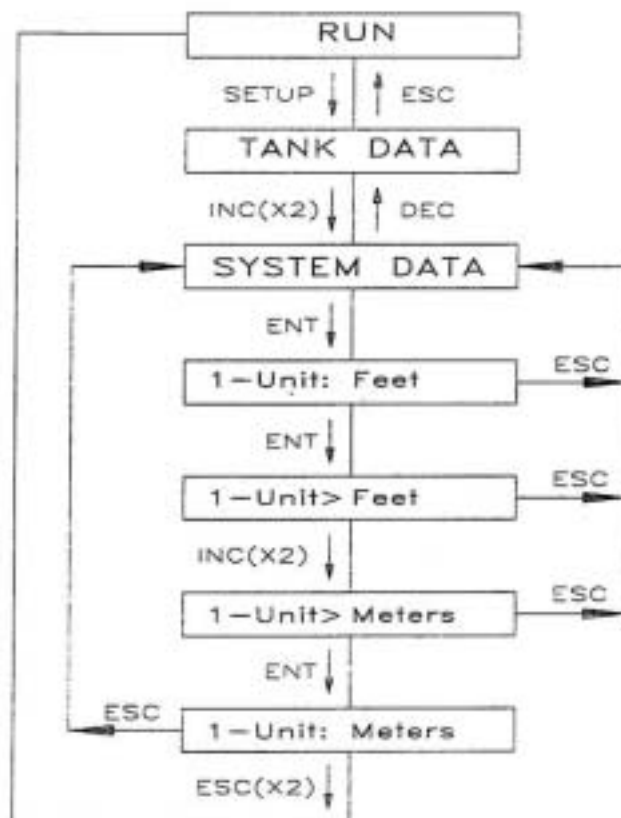 RUN
SETUP ESC
TANK DATA
INC(X2) DEC
SYSTEM DATA
ENT
1-Unit: Feet ESC
ENT
1-Unit> Feet ESC
INC(X2)
1-Unit> Meters ESC
ENT
ESC 1-Unit: Meters
ESC(X2)